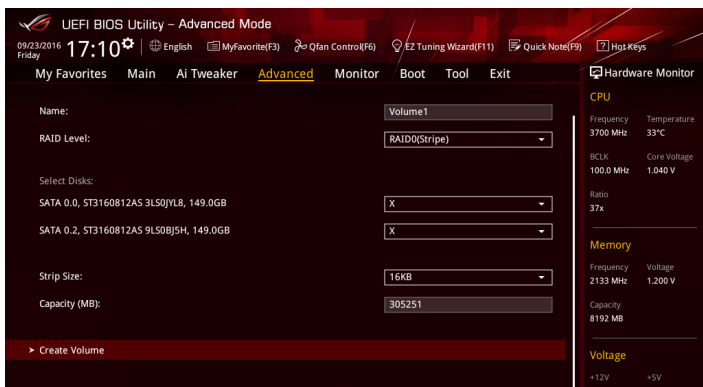 UEFI BIOS Utility – Advanced Mode
09/23/2016 Friday 17:10 English MyFavorite(F3) Qfan Control(F6) EZ Tuning Wizard(F11) Quick Note(F9) Hot Keys
My Favorites Main Ai Tweaker Advanced Monitor Boot Tool Exit
Hardware Monitor
Name: Volume1
RAID Level: RAID0(Stripe)
Select Disks:
SATA 0.0, ST3160812AS 3LS0JYL8, 149.0GB X
SATA 0.2, ST3160812AS 9LS0BJ5H, 149.0GB X
Strip Size: 16KB
Capacity (MB): 305251
> Create Volume
CPU
Frequency Temperature
3700 MHz 33°C
BCLK Core Voltage
100.0 MHz 1.040 V
Ratio
37x
Memory
Frequency Voltage
2133 MHz 1.200 V
Capacity
8192 MB
Voltage
+12V +5V